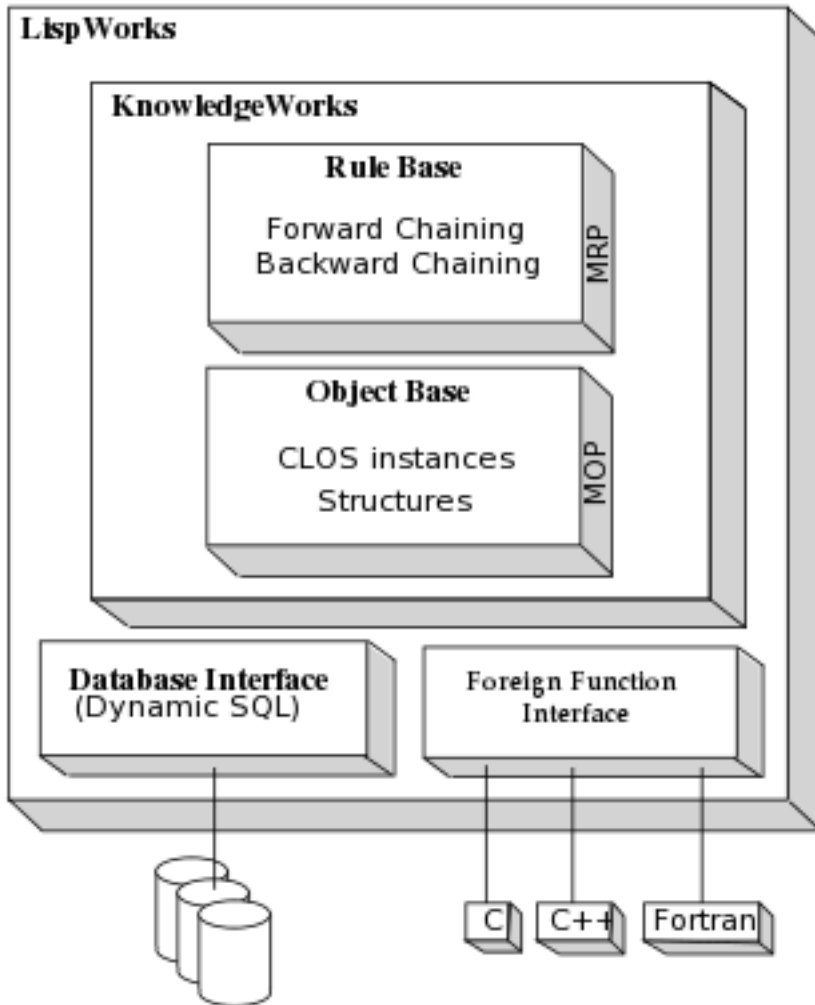 LispWorks
KnowledgeWorks
Rule Base
Forward Chaining
Backward Chaining
MRP
Object Base
CLOS instances
Structures
MOP
Database Interface
(Dynamic SQL)
Foreign Function
Interface
C
C++
Fortran